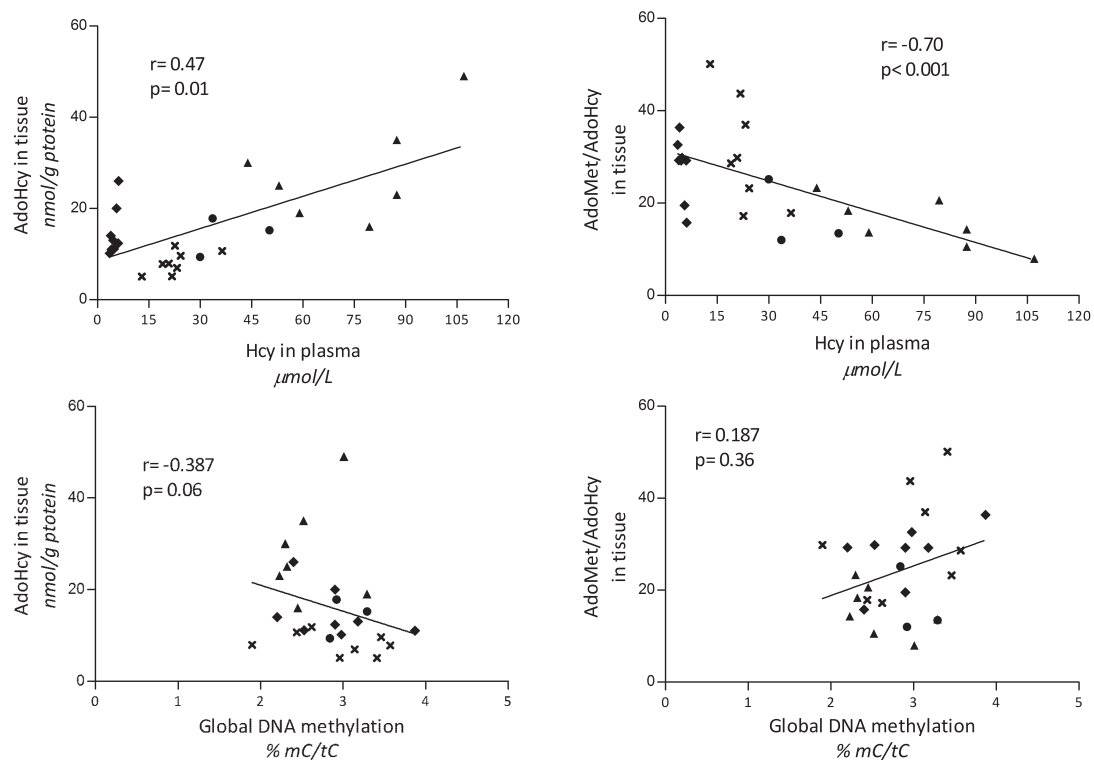 60
40
20
0
AdoHcy in tissue
nmol/g ptotein
r= 0.47
p= 0.01
0 15 30 45 60 75 90 105 120
Hcy in plasma
µmol/L
60
40
20
0
AdoMet/AdoHcy
in tissue
r= -0.70
p< 0.001
0 15 30 45 60 75 90 105 120
Hcy in plasma
µmol/L
60
40
20
0
AdoHcy in tissue
nmol/g ptotein
r= -0.387
p= 0.06
0 1 2 3 4 5
Global DNA methylation
% mC/tC
60
40
20
0
AdoMet/AdoHcy
in tissue
r= 0.187
p= 0.36
0 1 2 3 4 5
Global DNA methylation
% mC/tC